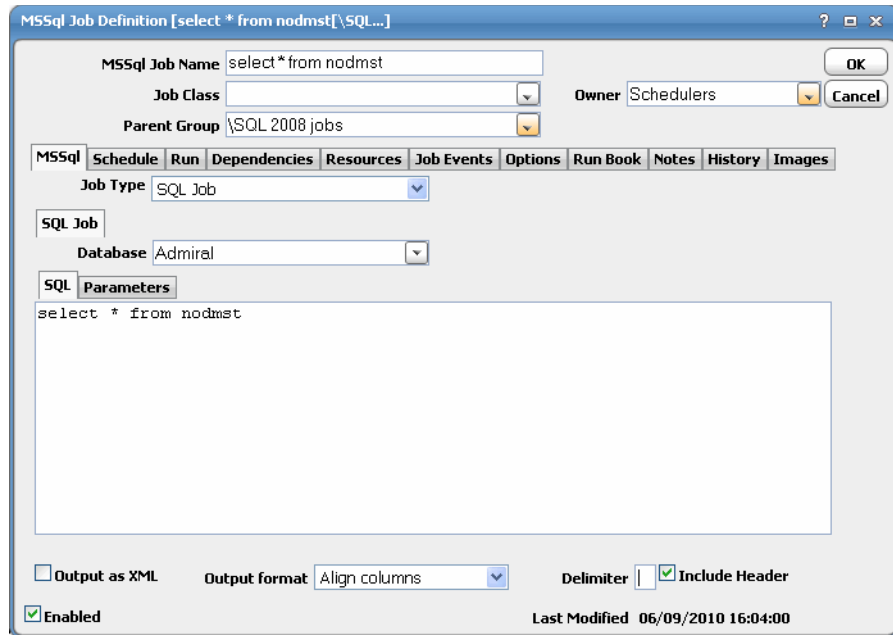 MSSql Job Definition [select * from nodmst[\SQL...]
MSSql Job Name select * from nodmst OK
Job Class Owner Schedulers Cancel
Parent Group \SQL 2008 jobs
MSSql Schedule Run Dependencies Resources Job Events Options Run Book Notes History Images
Job Type SQL Job
SQL Job
Database Admiral
SQL Parameters
select * from nodmst
Output as XML Output format Align columns Delimiter | Include Header
Enabled Last Modified 06/09/2010 16:04:00